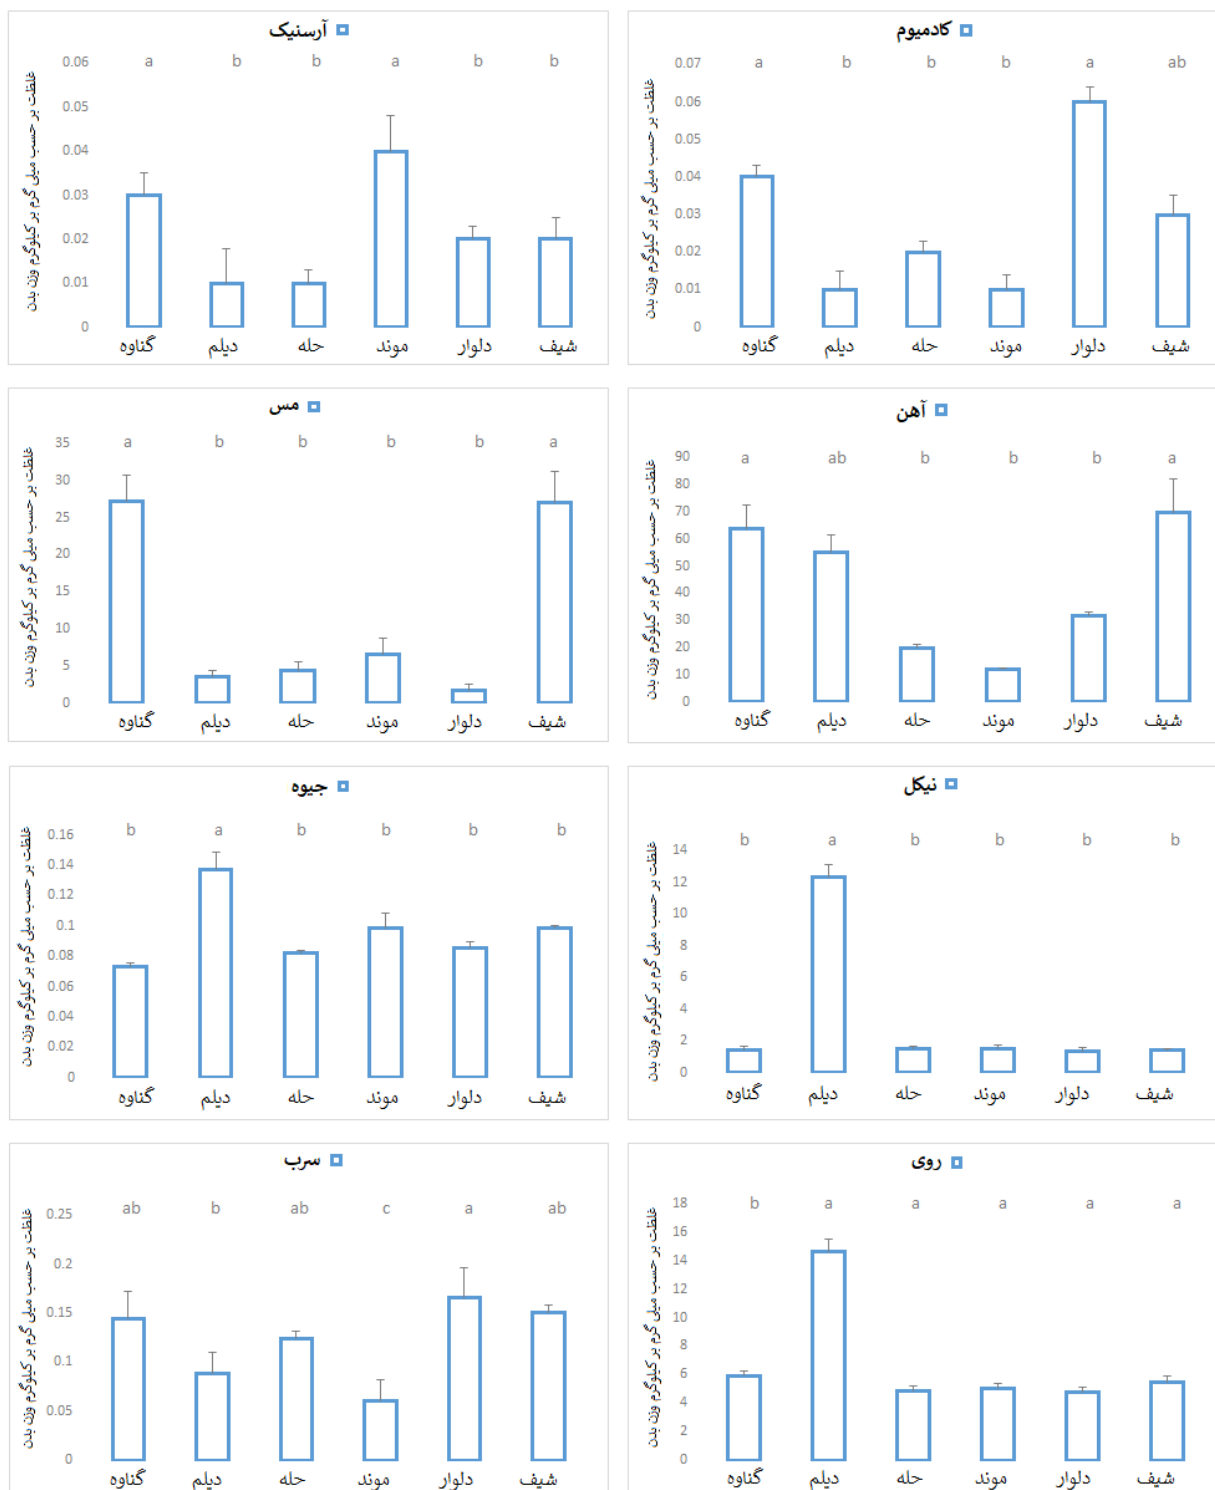 آرسنیک
a b b a b b
غلظت بر حسب میلی گرم بر کیلوگرم وزن بدن
0.06
0.05
0.04
0.03
0.02
0.01
0
گناوه دیلم حله موند دلوار شیف
کادمیوم
a b b b a ab
غلظت بر حسب میلی گرم بر کیلوگرم وزن بدن
0.07
0.06
0.05
0.04
0.03
0.02
0.01
0
گناوه دیلم حله موند دلوار شیف
مس
a b b b b a
غلظت بر حسب میلی گرم بر کیلوگرم وزن بدن
35
30
25
20
15
10
5
0
گناوه دیلم حله موند دلوار شیف
آهن
a ab b b b a
غلظت بر حسب میلی گرم بر کیلوگرم وزن بدن
90
80
70
60
50
40
30
20
10
0
گناوه دیلم حله موند دلوار شیف
جیوه
b a b b b b
غلظت بر حسب میلی گرم بر کیلوگرم وزن بدن
0.16
0.14
0.12
0.1
0.08
0.06
0.04
0.02
0
گناوه دیلم حله موند دلوار شیف
نیکل
b a b b b b
غلظت بر حسب میلی گرم بر کیلوگرم وزن بدن
14
12
10
8
6
4
2
0
گناوه دیلم حله موند دلوار شیف
سرب
ab b ab c a ab
غلظت بر حسب میلی گرم بر کیلوگرم وزن بدن
0.25
0.2
0.15
0.1
0.05
0
گناوه دیلم حله موند دلوار شیف
روی
b a a a a a
غلظت بر حسب میلی گرم بر کیلوگرم وزن بدن
18
16
14
12
10
8
6
4
2
0
گناوه دیلم حله موند دلوار شیف